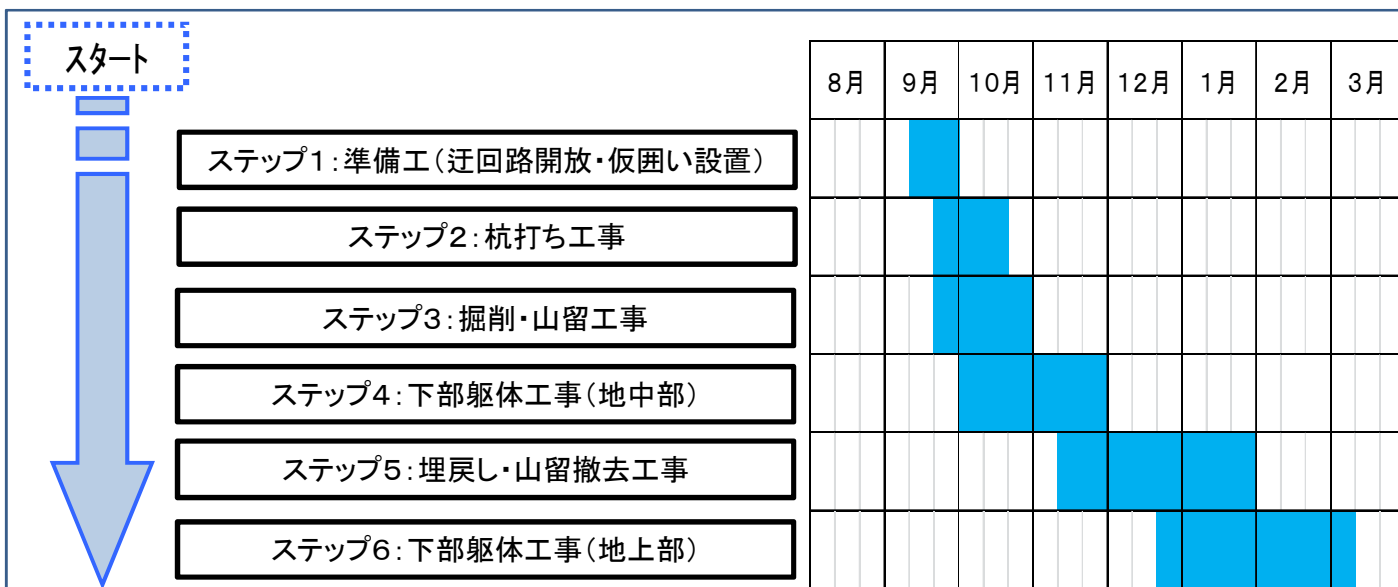 スタート
8月 9月 10月 11月 12月 1月 2月 3月
ステップ1:準備工(迂回路開放・仮囲い設置)
ステップ2:杭打ち工事
ステップ3:掘削・山留工事
ステップ4:下部躯体工事(地中部)
ステップ5:埋戻し・山留撤去工事
ステップ6:下部躯体工事(地上部)